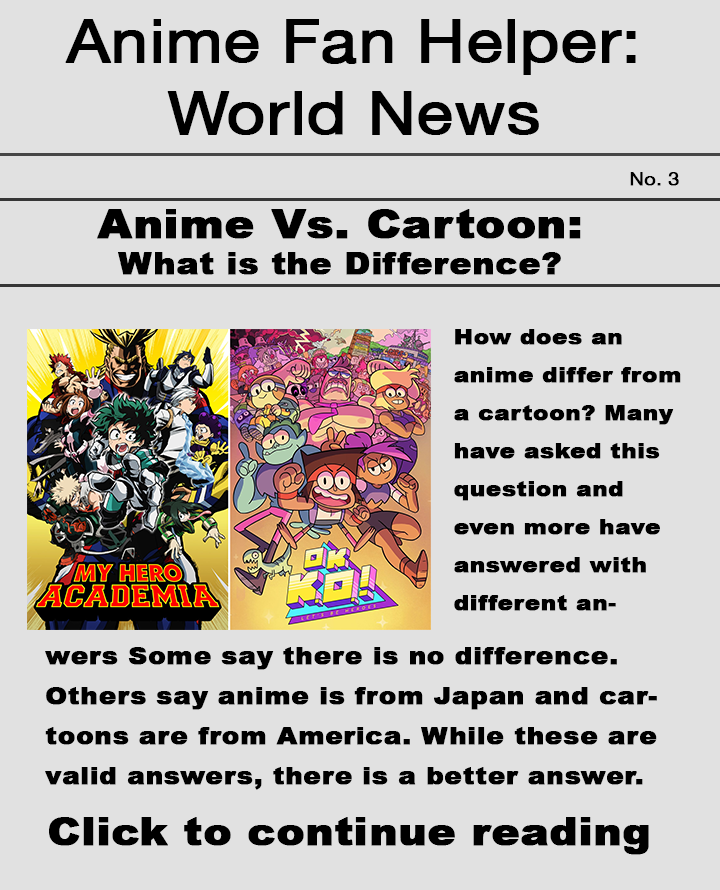 Anime Fan Helper:
World News
No. 3
Anime Vs. Cartoon:
What is the Difference?
MY HERO
ACADEMIA
OK
K.O.!
LET'S BE HEROES
How does an
anime differ from
a cartoon? Many
have asked this
question and
even more have
answered with
different an-
wers Some say there is no difference.
Others say anime is from Japan and car-
toons are from America. While these are
valid answers, there is a better answer.
Click to continue reading